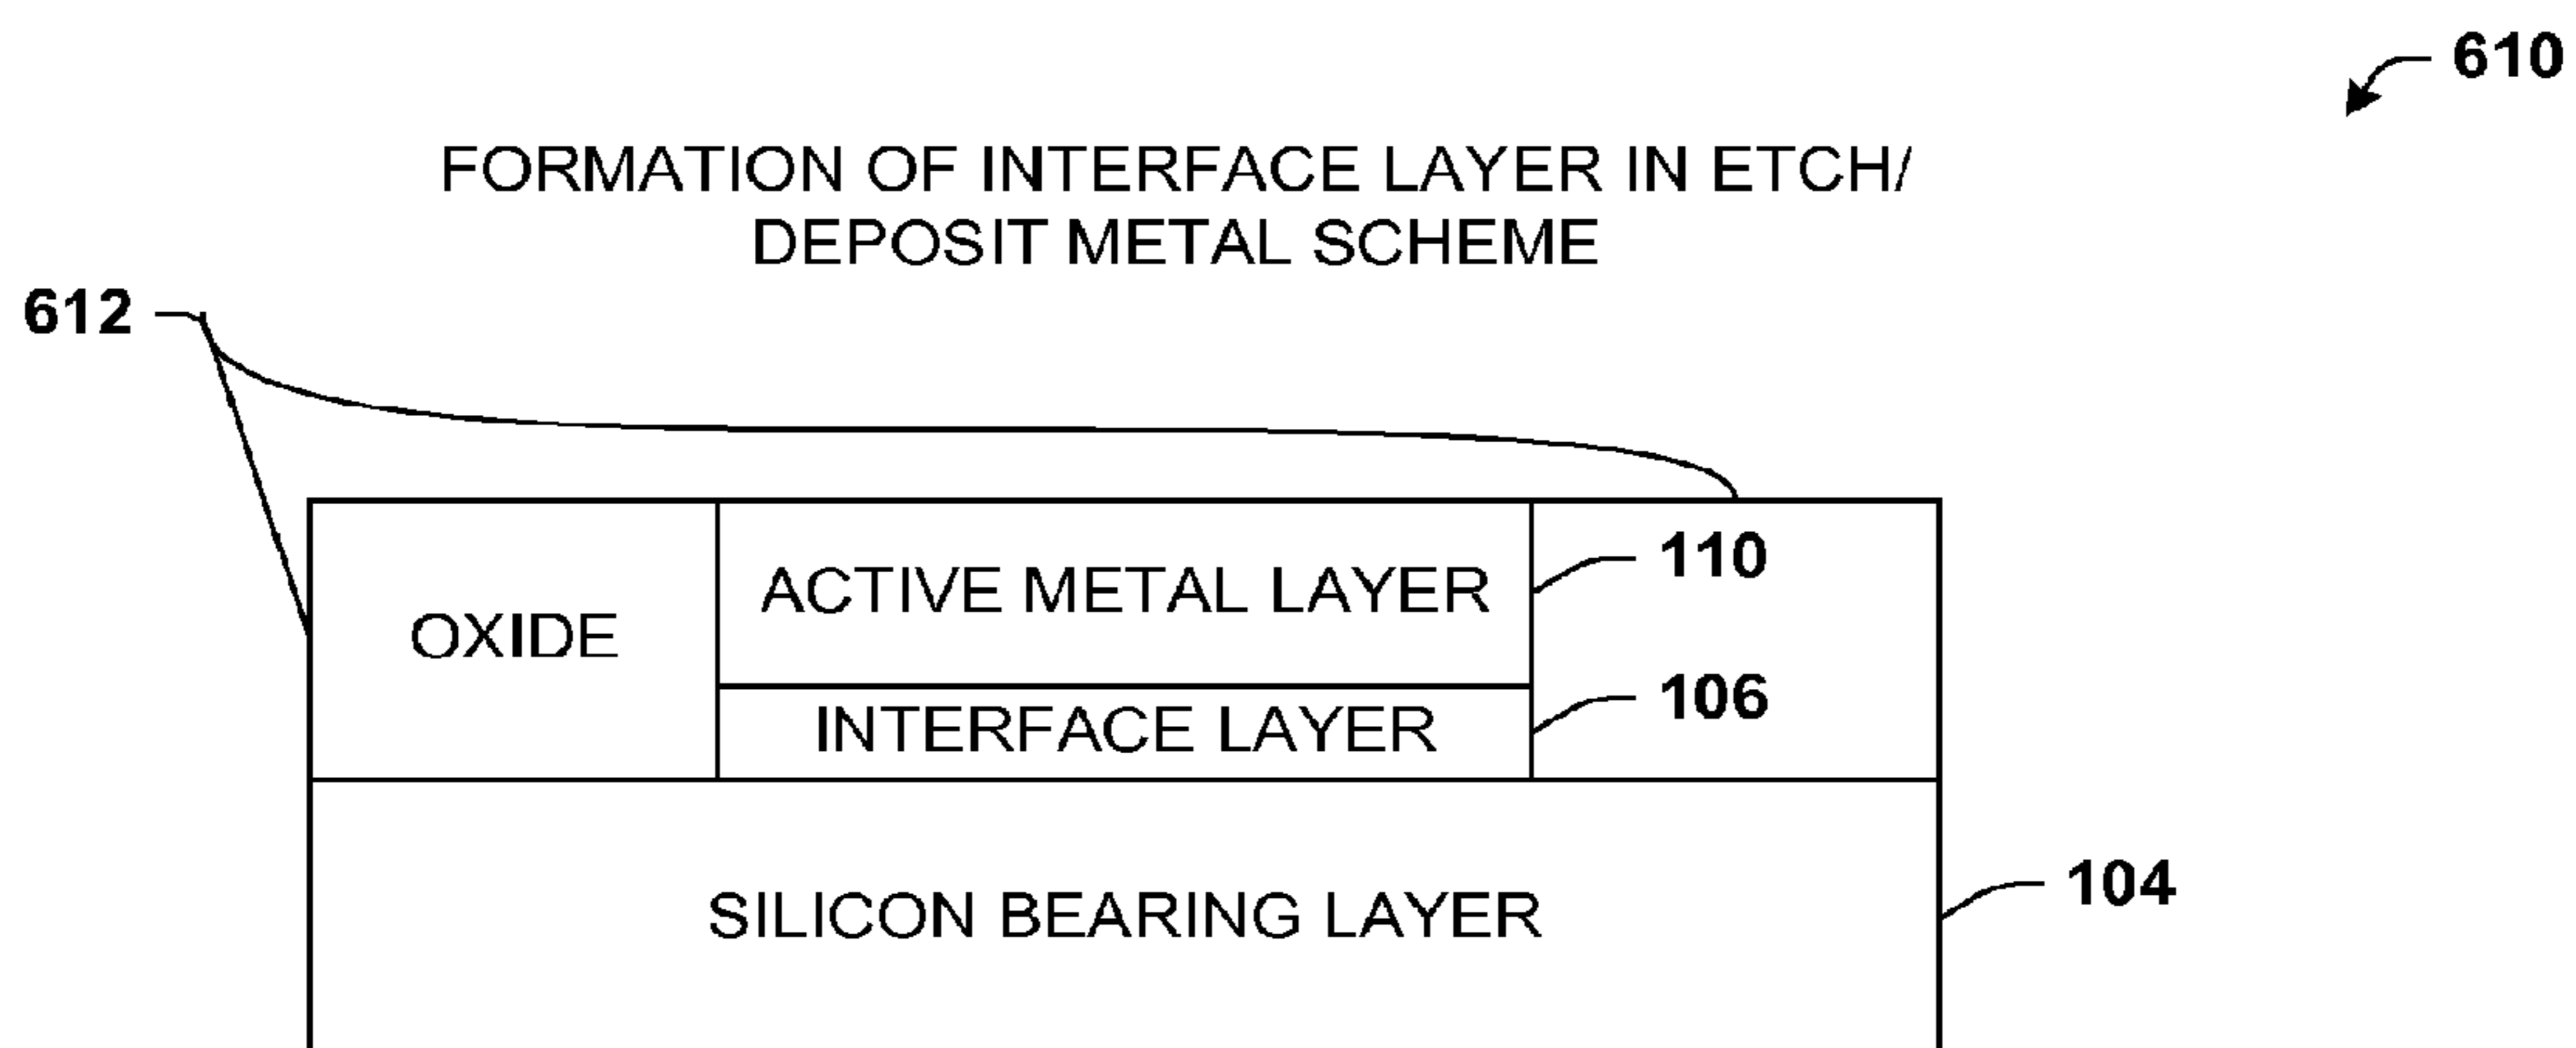 610
FORMATION OF INTERFACE LAYER IN ETCH/
DEPOSIT METAL SCHEME
612
110
ACTIVE METAL LAYER
OXIDE
106
INTERFACE LAYER
104
SILICON BEARING LAYER